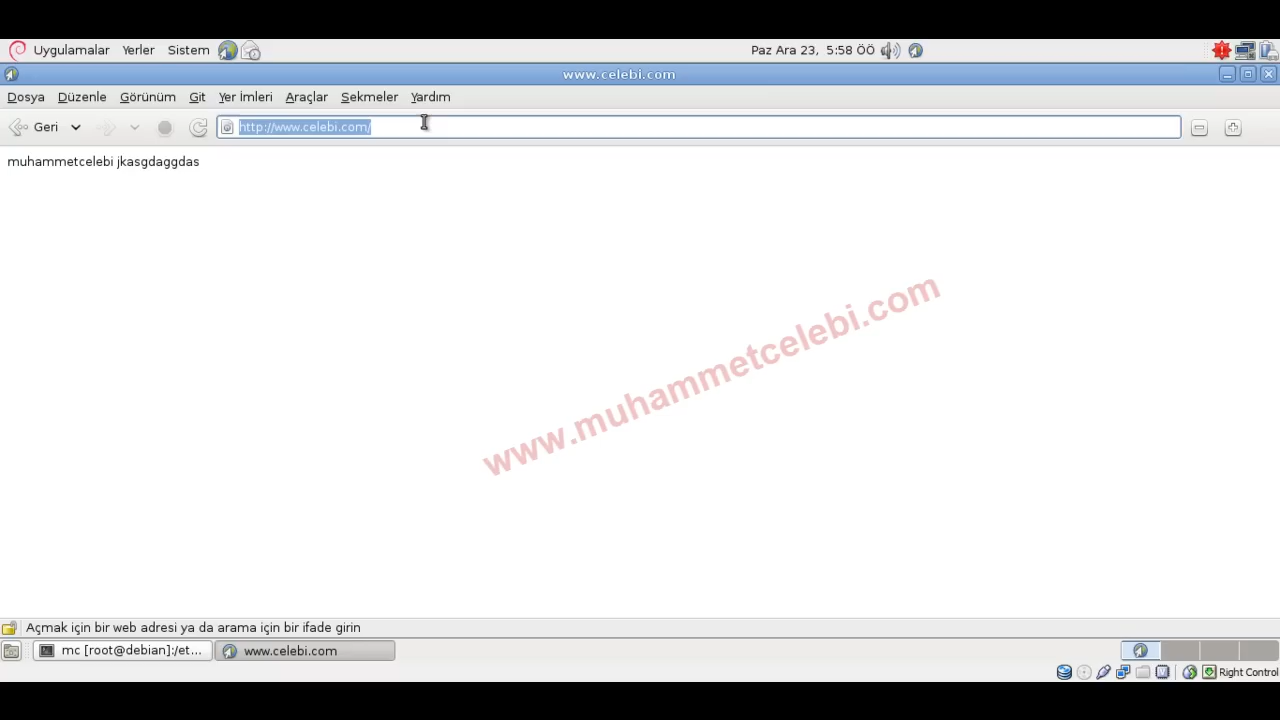 Uygulamalar Yerler Sistem Paz Ara 23, 5:58 ÖÖ
www.celebi.com
Dosya Düzenle Görünüm Git Yer İmleri Araçlar Sekmeler Yardım
Geri http://www.celebi.com/
muhammetcelebi jkasgdaggdas
www.muhammetcelebi.com
Açmak için bir web adresi ya da arama için bir ifade girin
mc [root@debian]:/et... www.celebi.com
Right Control